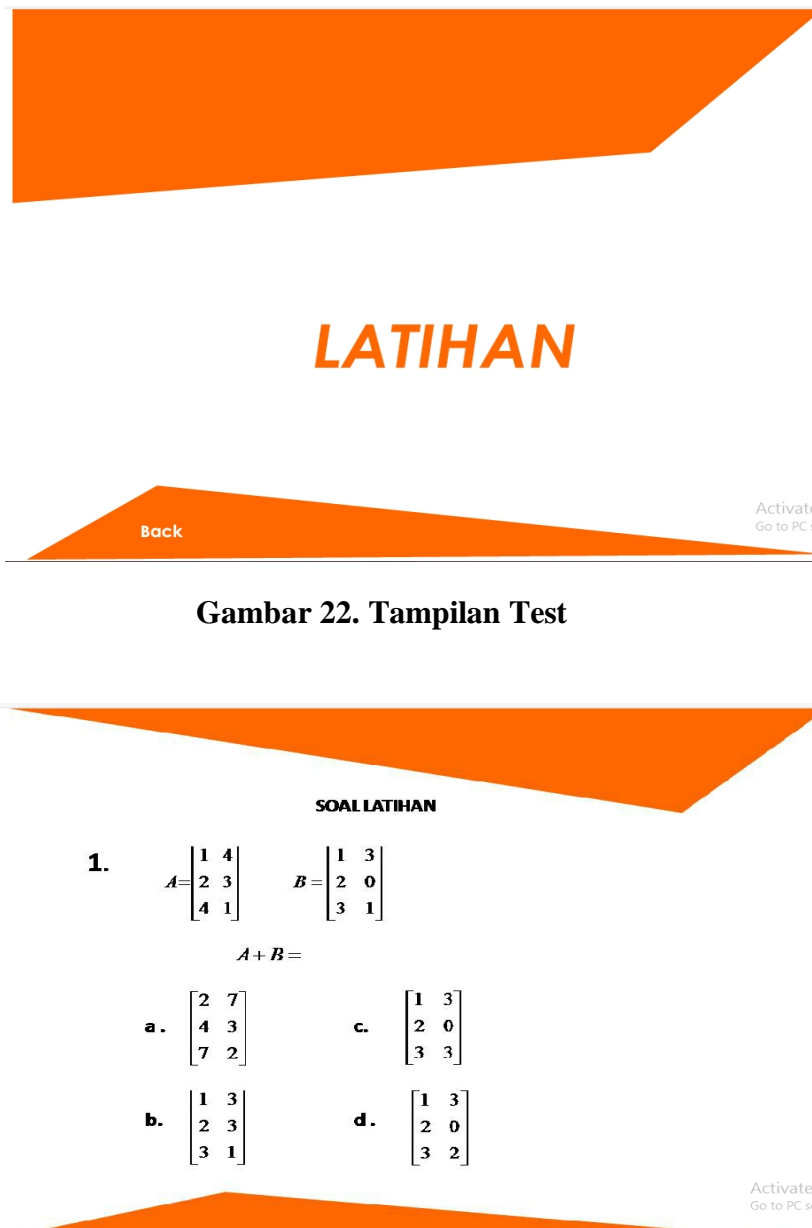 LATIHAN
Activate
Go to PC s
Back
Gambar 22. Tampilan Test
SOAL LATIHAN
1. A= [1 4 B = [1 3
2 3 2 0
4 1] 3 1]
A + B =
a. [2 7 c. [1 3
4 3 2 0
7 2] 3 3]
b. [1 3 d. [1 3
2 3 2 0
3 1] 3 2]
Activate
Go to PC s